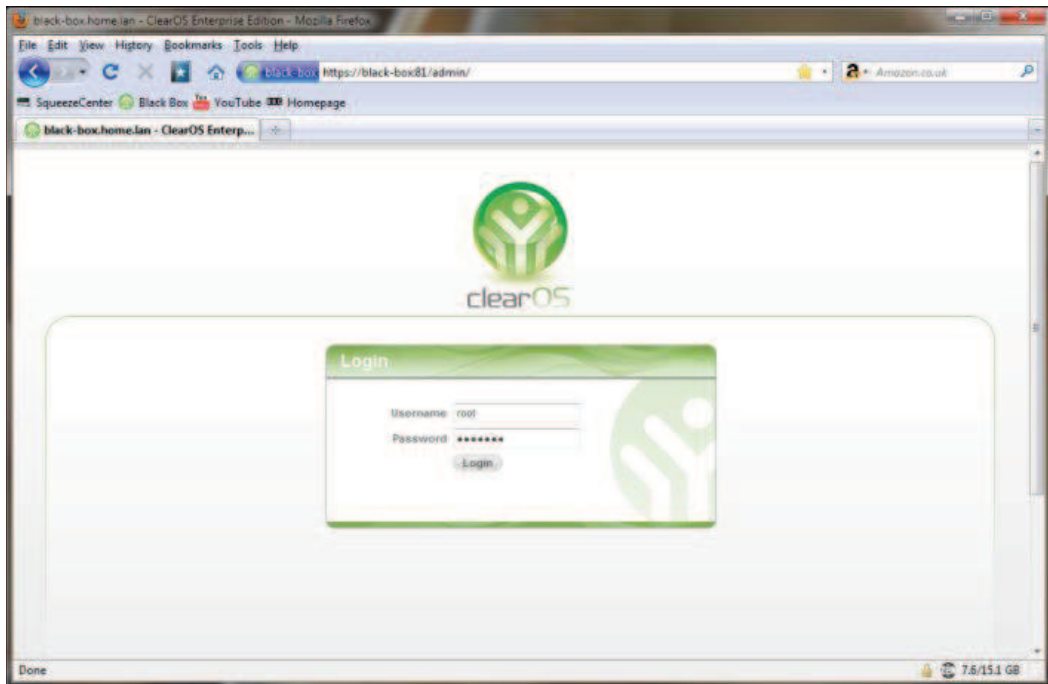 black-box.home.lan - ClearOS Enterprise Edition - Mozilla Firefox
File Edit View History Bookmarks Tools Help
black-box https://black-box81/admin/
a Amazon.co.uk
SqueezeCenter Black Box You Tube YouTube Homepage
black-box.home.lan - ClearOS Enterp...
clearOS
Login
Username root
Password •••••••
Login
Done
7.6/15.1 GB